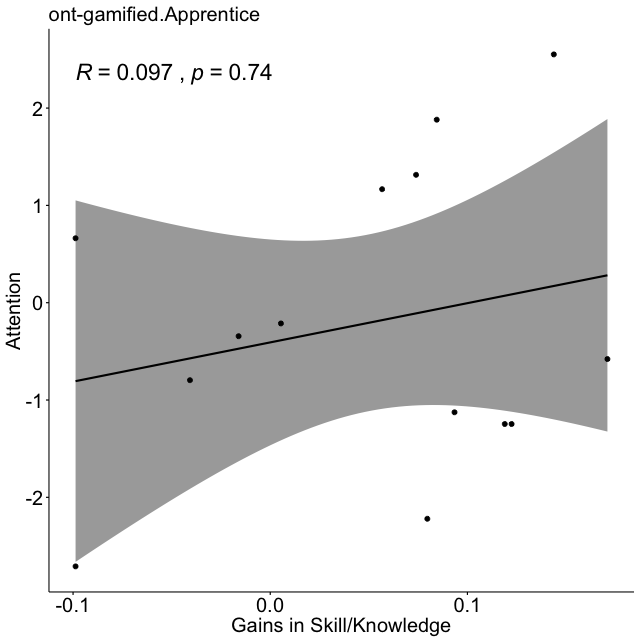 ont-gamified.Apprentice
R = 0.097 , p = 0.74
2
1
0
-1
-2
Attention
-0.1 0.0 0.1
Gains in Skill/Knowledge